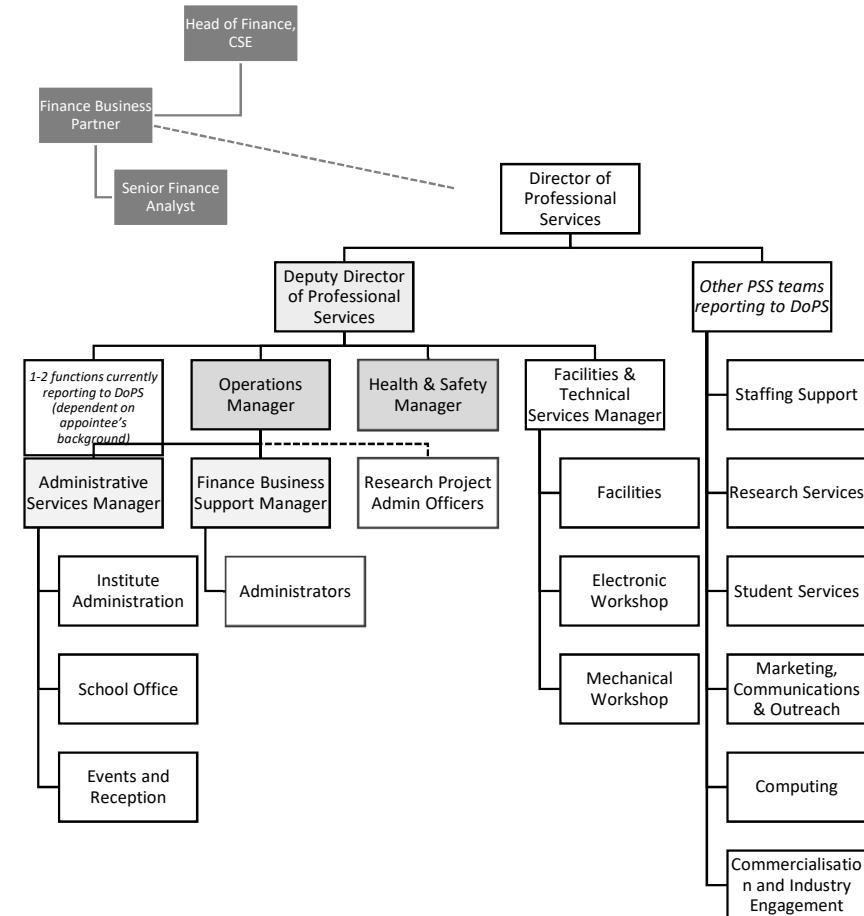 Head of Finance,
CSE
Finance Business
Partner
Senior Finance
Analyst
Director of
Professional
Services
Deputy Director
of Professional
Services
Other PSS teams
reporting to DoPS
1-2 functions currently
reporting to DoPS
(dependent on
appointee's
background)
Operations
Manager
Health & Safety
Manager
Facilities &
Technical
Services Manager
Staffing Support
Administrative
Services Manager
Finance Business
Support Manager
Research Project
Admin Officers
Facilities
Research Services
Institute
Administration
Administrators
Electronic
Workshop
Student Services
School Office
Mechanical
Workshop
Marketing,
Communications
& Outreach
Events and
Reception
Computing
Commercialisatio
n and Industry
Engagement